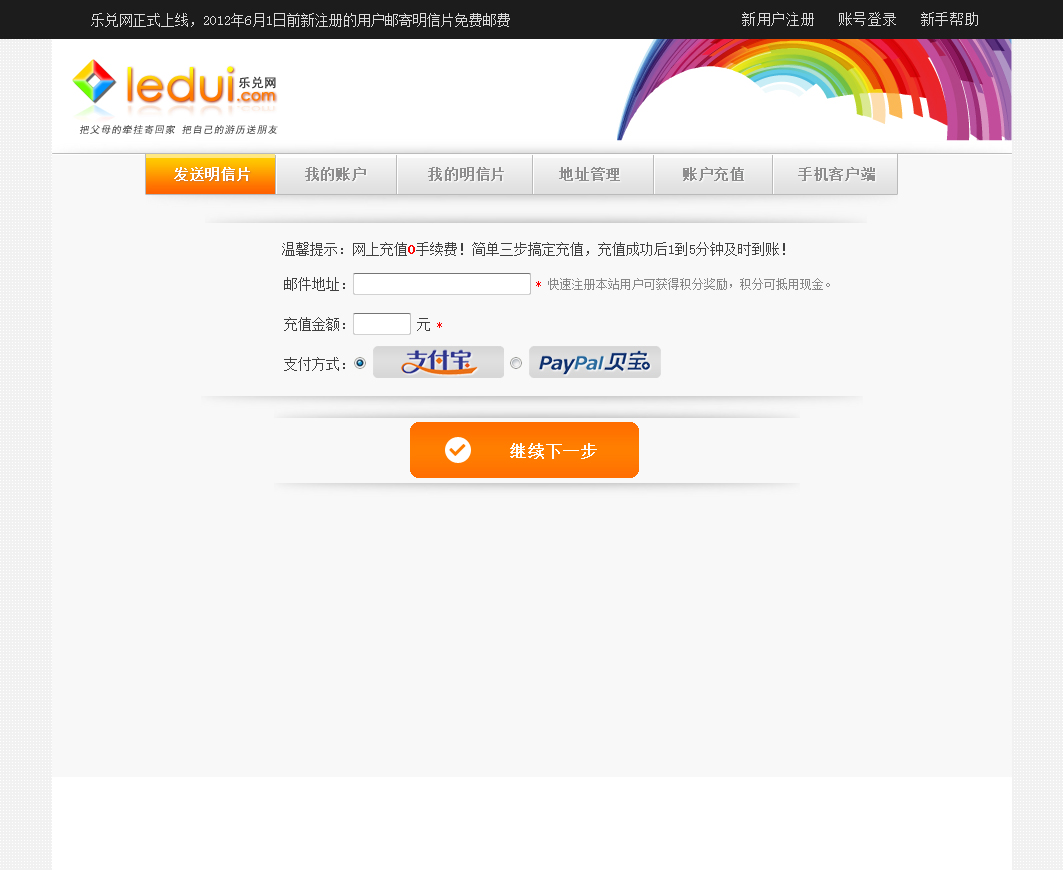 乐兑网正式上线，2012年6月1日前新注册的用户邮寄明信片免费邮费
新用户注册 账号登录 新手帮助
ledui.com 乐兑网
把父母的牵挂寄回家 把自己的游历送朋友
发送明信片 我的账户 我的明信片 地址管理 账户充值 手机客户端
温馨提示：网上充值0手续费！简单三步搞定充值，充值成功后1到5分钟及时到账！
邮件地址： * 快速注册本站用户可获得积分奖励，积分可抵用现金。
充值金额： 元 *
支付方式： 支付宝 PayPal贝宝
继续下一步